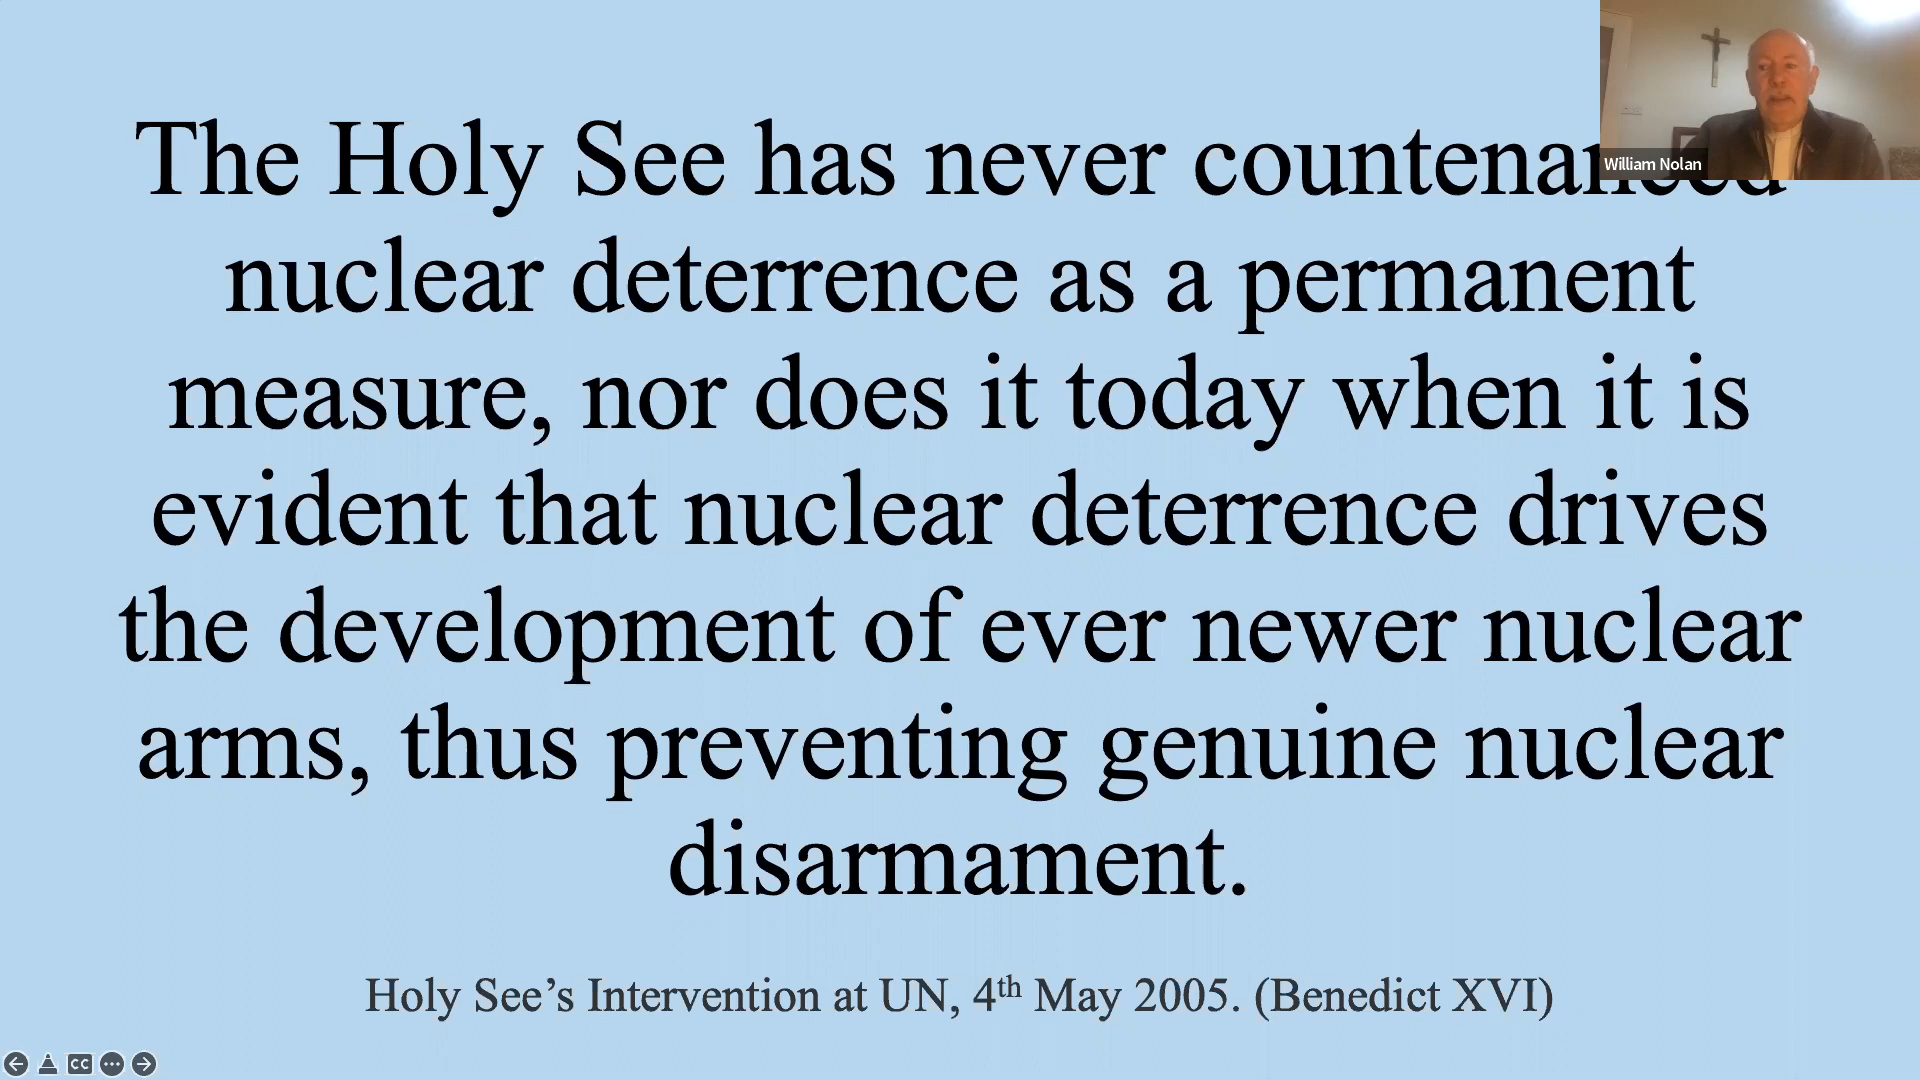 The Holy See has never countenanced
nuclear deterrence as a permanent
measure, nor does it today when it is
evident that nuclear deterrence drives
the development of ever newer nuclear
arms, thus preventing genuine nuclear
disarmament.
Holy See’s Intervention at UN, 4th May 2005. (Benedict XVI)
William Nolan
CC